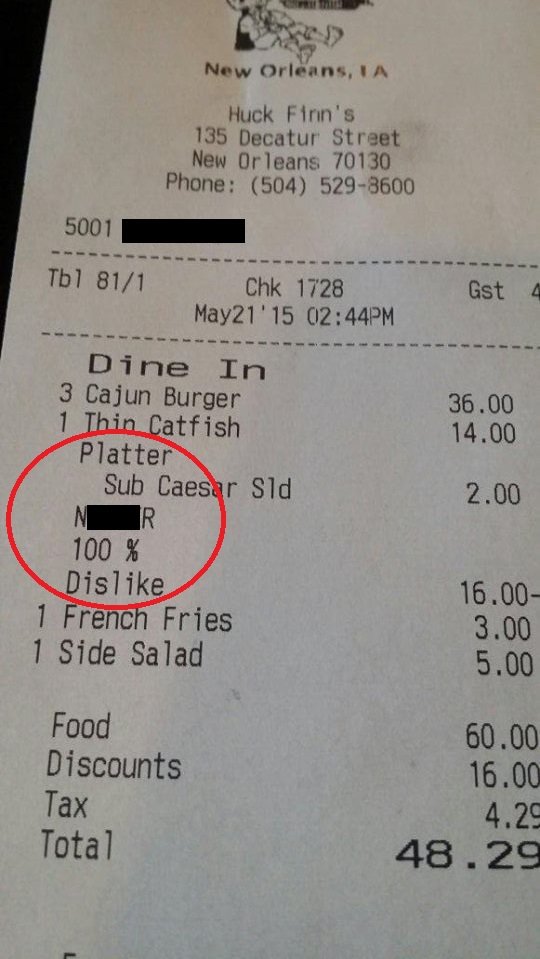 New Orleans, LA
Huck Finn's
135 Decatur Street
New Orleans 70130
Phone: (504) 529-8600
5001
Tbl 81/1 Chk 1728 Gst 4
May21'15 02:44PM
Dine In
3 Cajun Burger 36.00
1 Thin Catfish 14.00
Platter
Sub Caesar Sld 2.00
N R
100 %
Dislike 16.00-
1 French Fries 3.00
1 Side Salad 5.00
Food 60.00
Discounts 16.00
Tax 4.29
Total 48.29